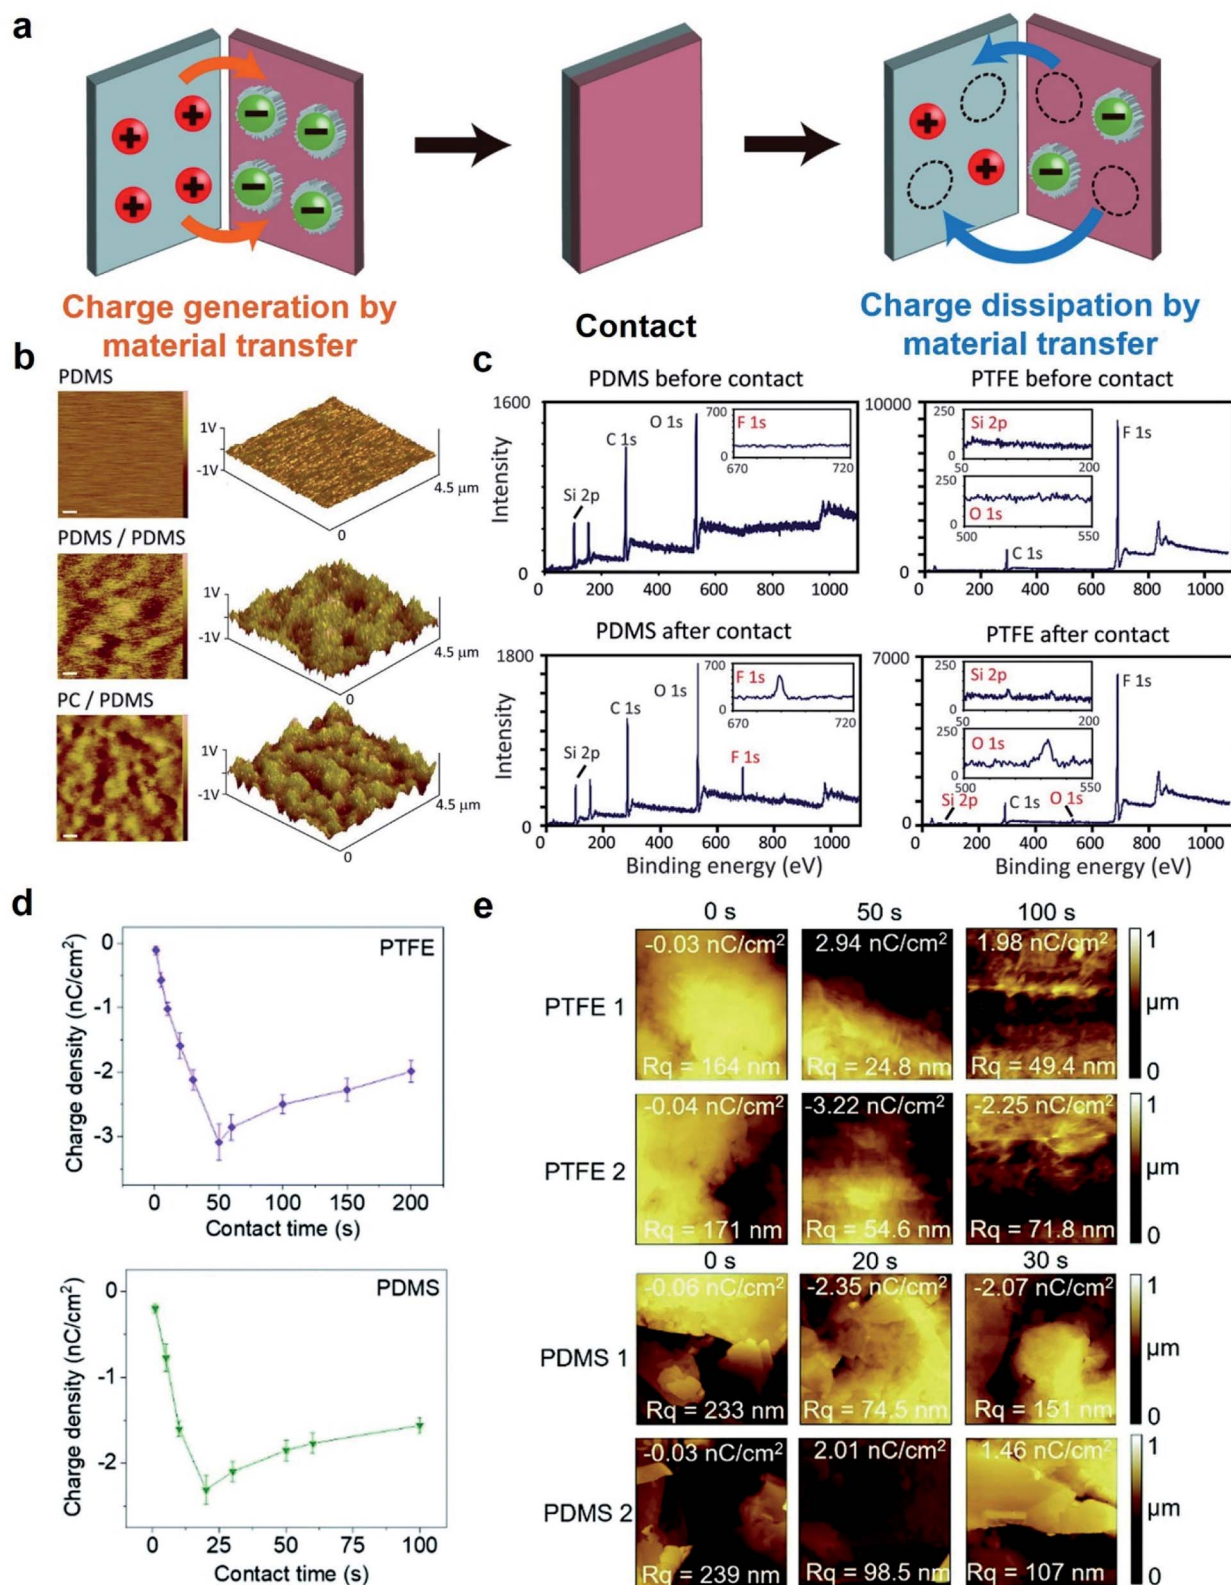 a
+ + + +
− − − −
+ +
− −
Charge generation by
material transfer
Contact
Charge dissipation by
material transfer
b
PDMS
1V
-1V
4.5 µm
0
PDMS / PDMS
1V
-1V
4.5 µm
0
PC / PDMS
1V
-1V
4.5 µm
0
c
PDMS before contact
1600
0
Intensity
Si 2p
C 1s
O 1s
700
F 1s
0
670
720
0 200 400 600 800 1000
PTFE before contact
10000
0
250
Si 2p
0
50
200
250
O 1s
0
500
550
C 1s
F 1s
0 200 400 600 800 1000
PDMS after contact
1800
0
Intensity
Si 2p
C 1s
O 1s
700
F 1s
0
670
720
F 1s
0 200 400 600 800 1000
Binding energy (eV)
PTFE after contact
7000
0
250
Si 2p
0
50
200
250
O 1s
0
500
550
Si 2p
C 1s
O 1s
F 1s
0 200 400 600 800 1000
Binding energy (eV)
d
Charge density (nC/cm²)
0
-1
-2
-3
PTFE
0 50 100 150 200
Contact time (s)
Charge density (nC/cm²)
0
-1
-2
PDMS
0 25 50 75 100
Contact time (s)
e
0 s 50 s 100 s
PTFE 1
-0.03 nC/cm² 2.94 nC/cm² 1.98 nC/cm²
Rq = 164 nm Rq = 24.8 nm Rq = 49.4 nm
1
µm
0
PTFE 2
-0.04 nC/cm² -3.22 nC/cm² -2.25 nC/cm²
Rq = 171 nm Rq = 54.6 nm Rq = 71.8 nm
1
µm
0
0 s 20 s 30 s
PDMS 1
-0.06 nC/cm² -2.35 nC/cm² -2.07 nC/cm²
Rq = 233 nm Rq = 74.5 nm Rq = 151 nm
1
µm
0
PDMS 2
-0.03 nC/cm² 2.01 nC/cm² 1.46 nC/cm²
Rq = 239 nm Rq = 98.5 nm Rq = 107 nm
1
µm
0